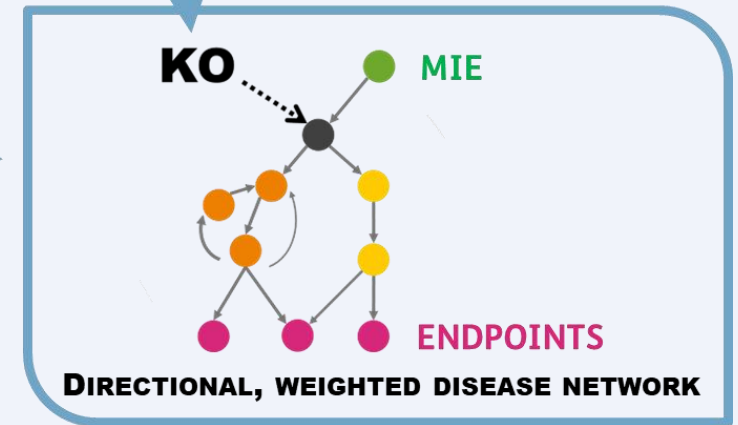 KO
MIE
ENDPOINTS
DIRECTIONAL, WEIGHTED DISEASE NETWORK